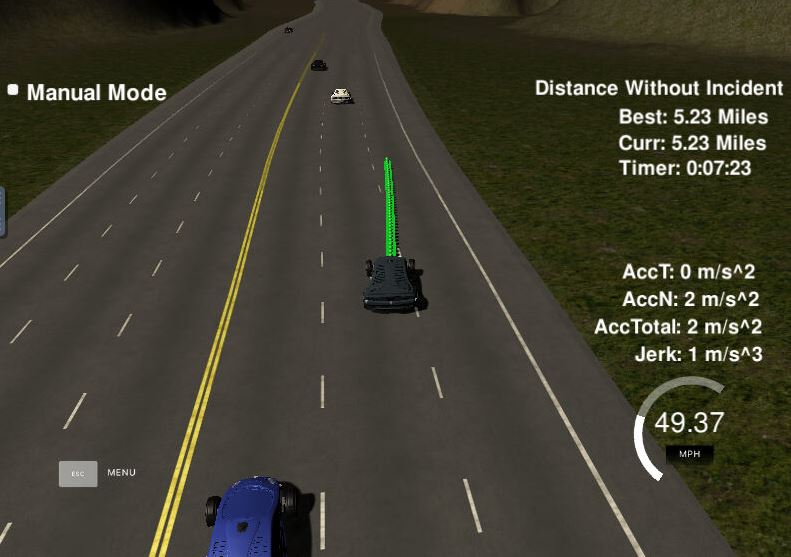 Manual Mode
Distance Without Incident
Best: 5.23 Miles
Curr: 5.23 Miles
Timer: 0:07:23
AccT: 0 m/s^2
AccN: 2 m/s^2
AccTotal: 2 m/s^2
Jerk: 1 m/s^3
49.37
MPH
ESC MENU